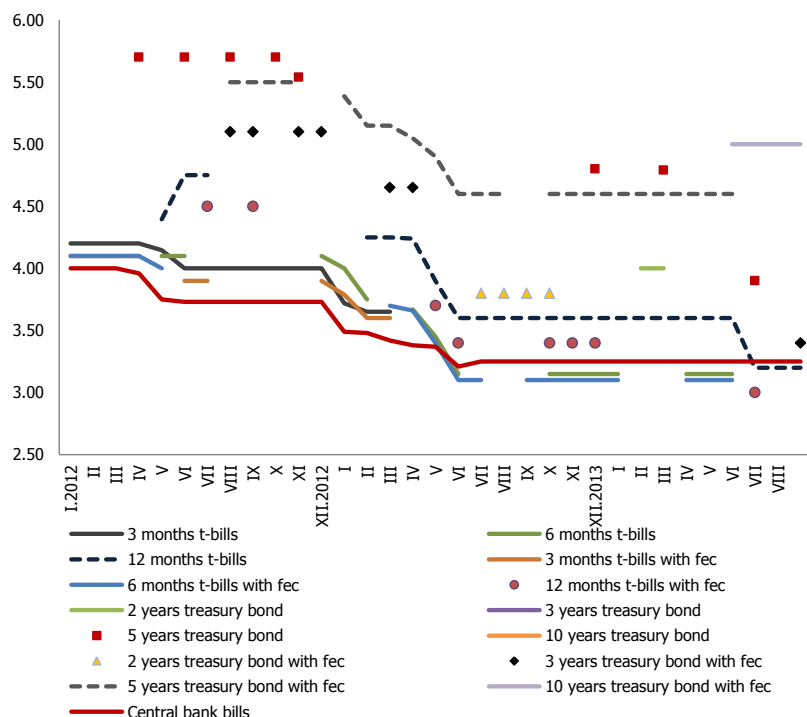 6.00
5.50
5.00
4.50
4.00
3.50
3.00
2.50
I.2012
II
III
IV
V
VI
VII
VIII
IX
X
XI
XII.2012
I
II
III
IV
V
VI
VII
VIII
IX
X
XI
XII.2013
I
II
III
IV
V
VI
VII
VIII
3 months t-bills
6 months t-bills
12 months t-bills
3 months t-bills with fec
6 months t-bills with fec
12 months t-bills with fec
2 years treasury bond
3 years treasury bond
5 years treasury bond
10 years treasury bond
2 years treasury bond with fec
3 years treasury bond with fec
5 years treasury bond with fec
10 years treasury bond with fec
Central bank bills